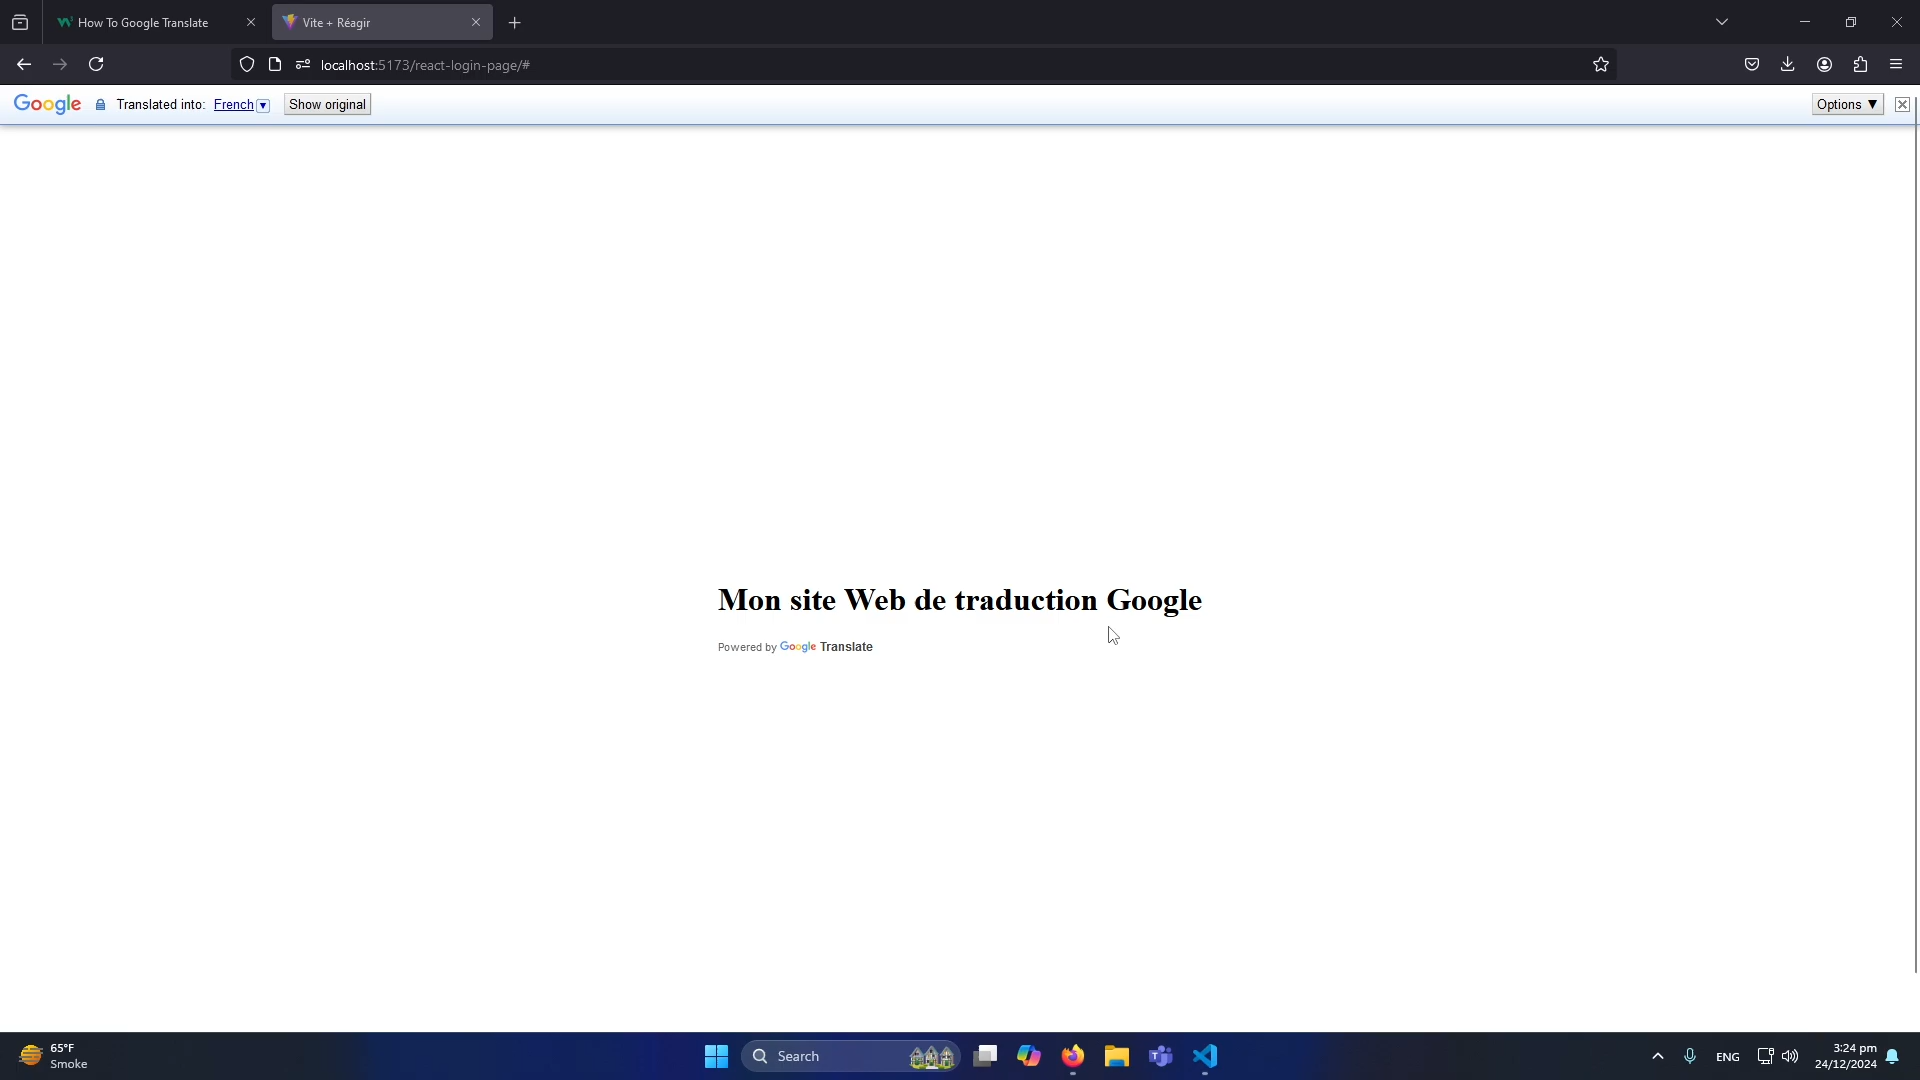 How To Google Translate
Vite + Réagir
localhost:5173/react-login-page/#
Google Translated into: French ▼ Show original Options ▼
Mon site Web de traduction Google
Powered by Google Translate
65°F
Smoke
Search
ENG
3:24 pm
24/12/2024